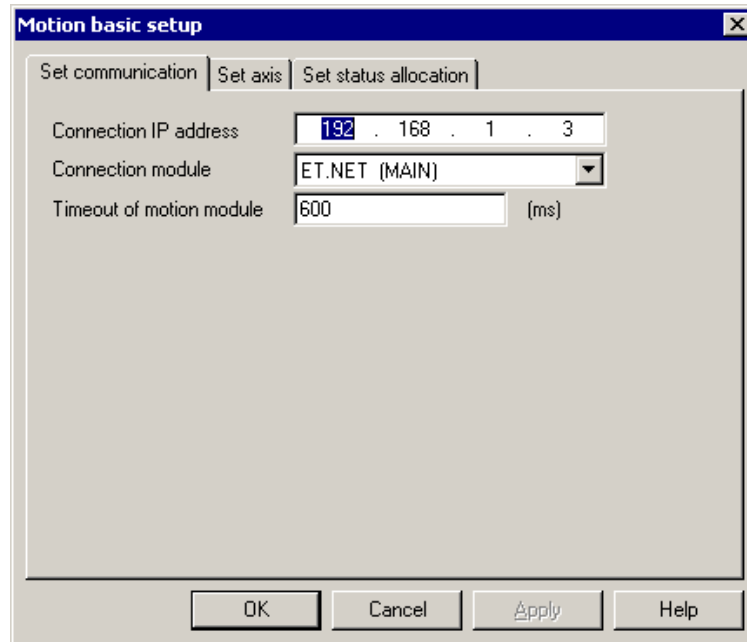 Motion basic setup
Set communication Set axis Set status allocation
Connection IP address 192 . 168 . 1 . 3
Connection module ET.NET (MAIN)
Timeout of motion module 600 (ms)
OK Cancel Apply Help